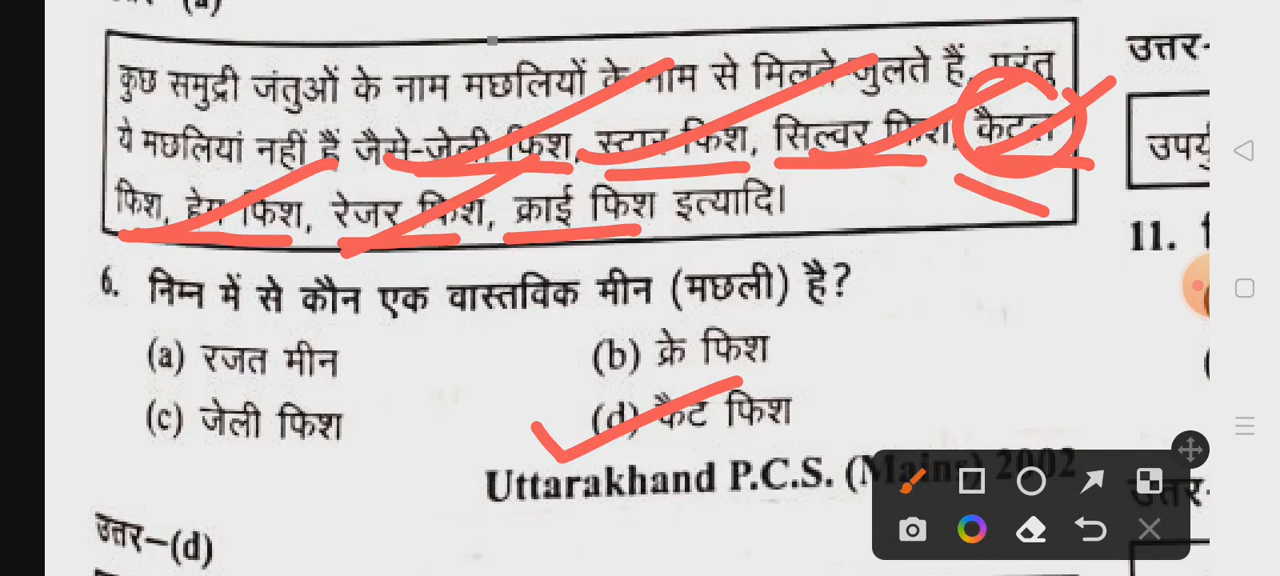 उत्तर-
कुछ समुद्री जंतुओं के नाम मछलियों के नाम से मिलते जुलते हैं, परंतु
ये मछलियां नहीं हैं जैसे-जेली फिश, स्टार फिश, सिल्वर फिश, कैटल
फिश, हेग फिश, रेजर फिश, क्राई फिश इत्यादि।
6. निम्न में से कौन एक वास्तविक मीन (मछली) है?
(a) रजत मीन (b) क्रे फिश
(c) जेली फिश (d) कैट फिश
Uttarakhand P.C.S. (Mains) 2002
उत्तर–(d)
11.
उत्तर-